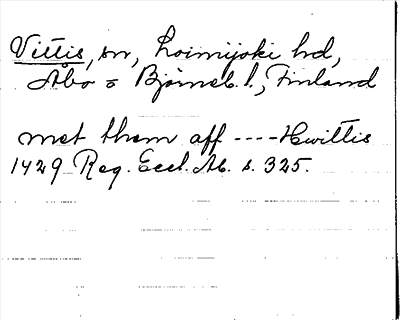 Vittis, sn, Loimijoki hd,
Åbo o Björneb. l., Finland
met them aff ---- Hwittis
1429 Reg. Eccl. Ab. s. 325.